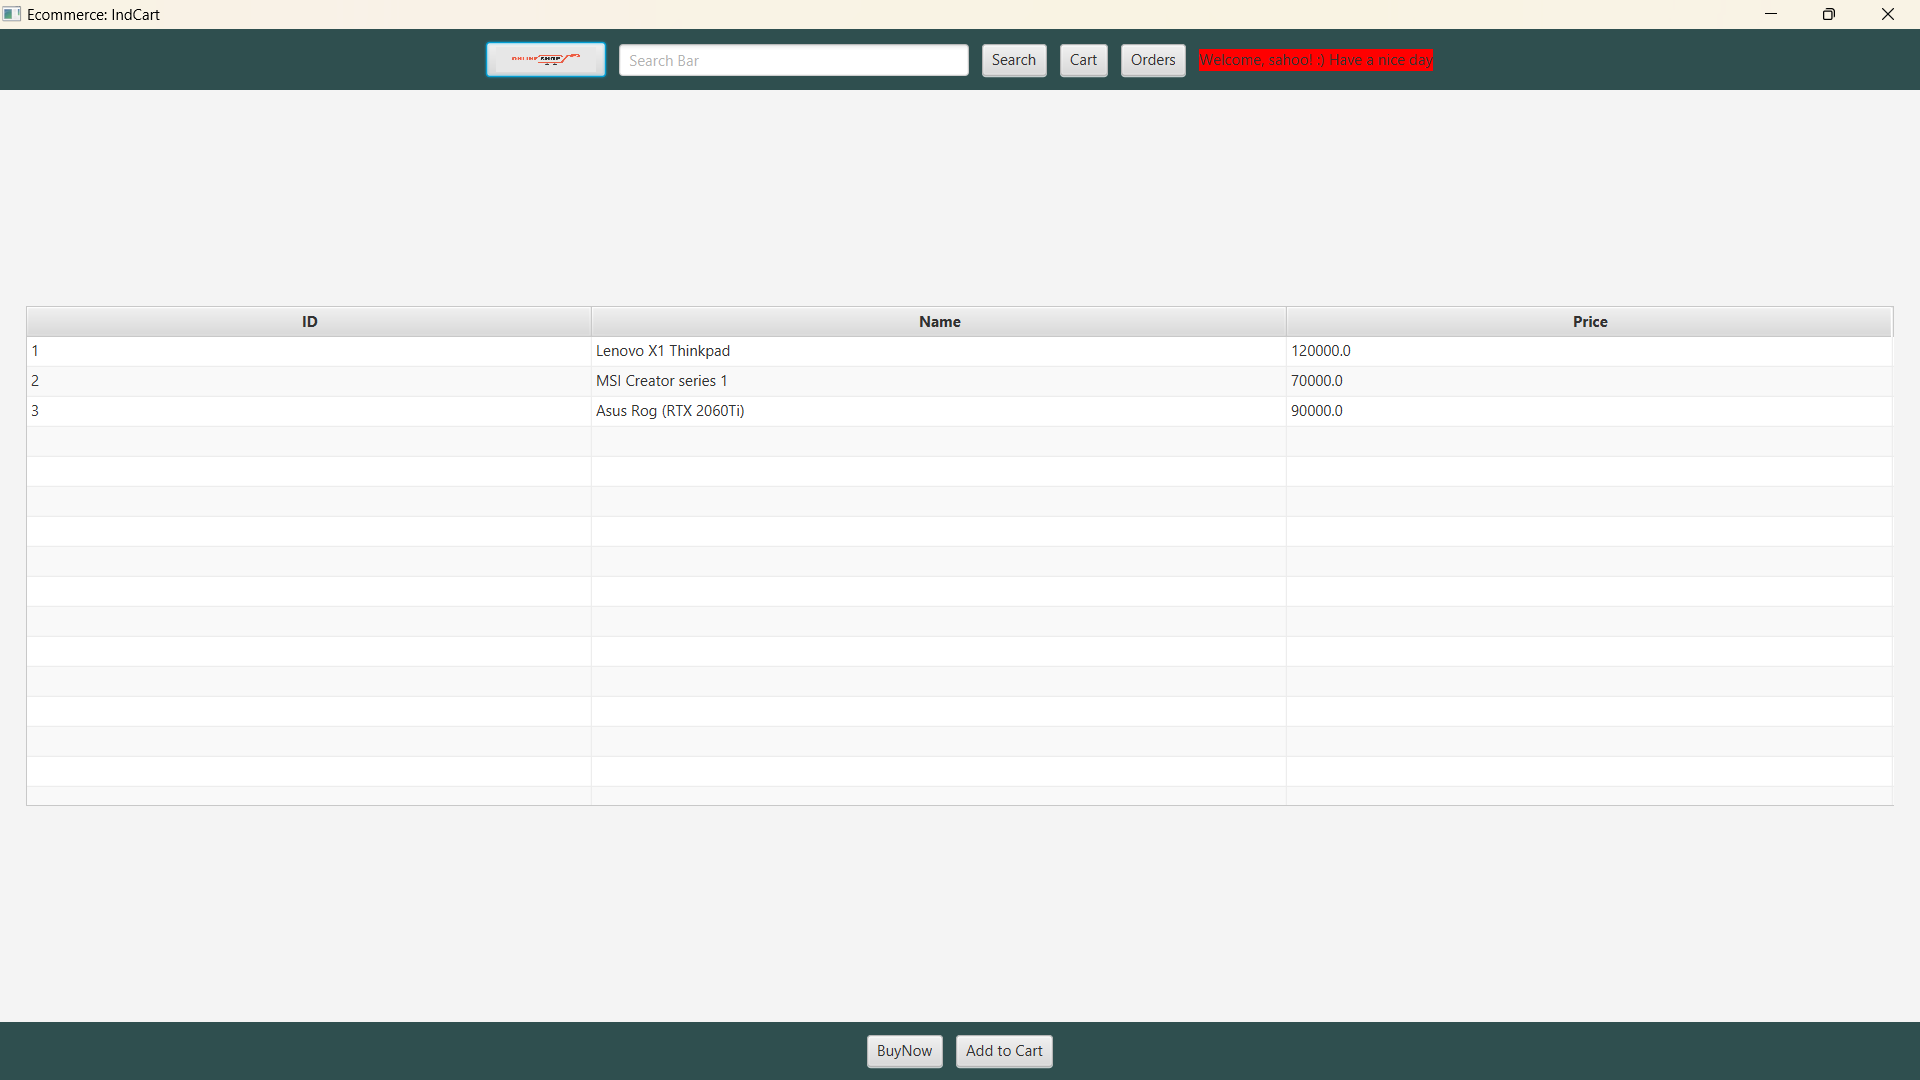 Ecommerce: IndCart
ONLINE SHOP
Search Bar
Search
Cart
Orders
Welcome, sahoo! :) Have a nice day
ID Name Price
1 Lenovo X1 Thinkpad 120000.0
2 MSI Creator series 1 70000.0
3 Asus Rog (RTX 2060Ti) 90000.0
BuyNow
Add to Cart